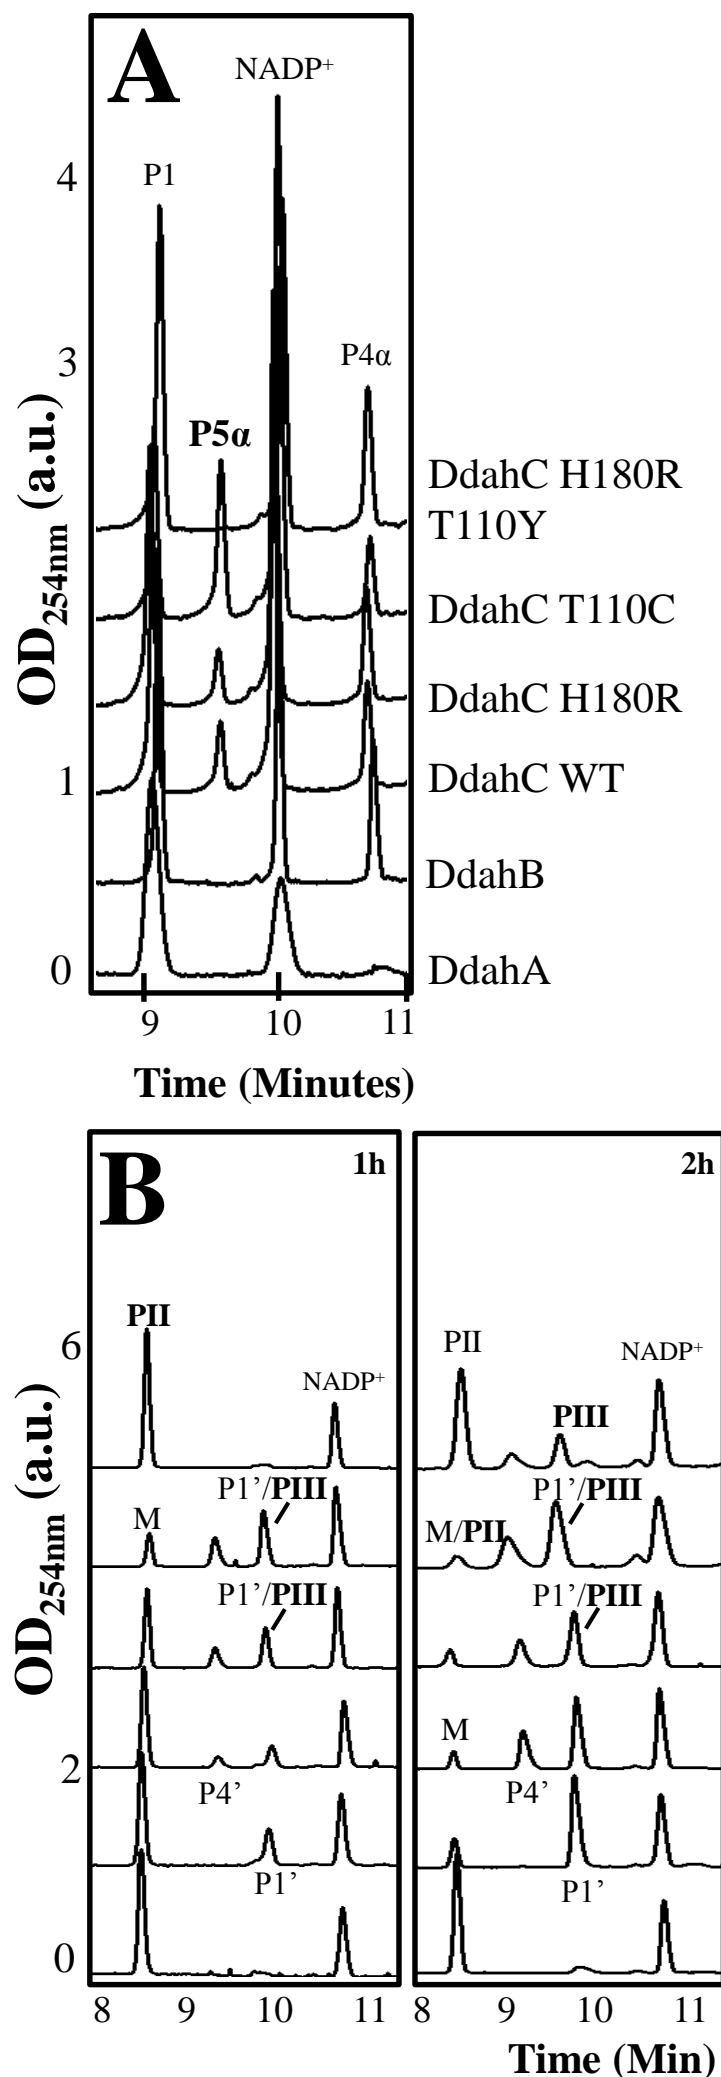 A
NADP+
P1
4
3
P4α
P5α
DdahC H180R
T110Y
DdahC T110C
DdahC H180R
DdahC WT
1
DdahB
DdahA
0
OD254nm (a.u.)
9 10 11
Time (Minutes)
B
1h
2h
PII
6
NADP+
PII
NADP+
PIII
M
P1’/PIII
M/PII
P1’/PIII
P1’/PIII
P1’/PIII
M
2
P4’
P4’
P1’
P1’
0
OD254nm (a.u.)
8 9 10 11
8 9 10 11
Time (Min)